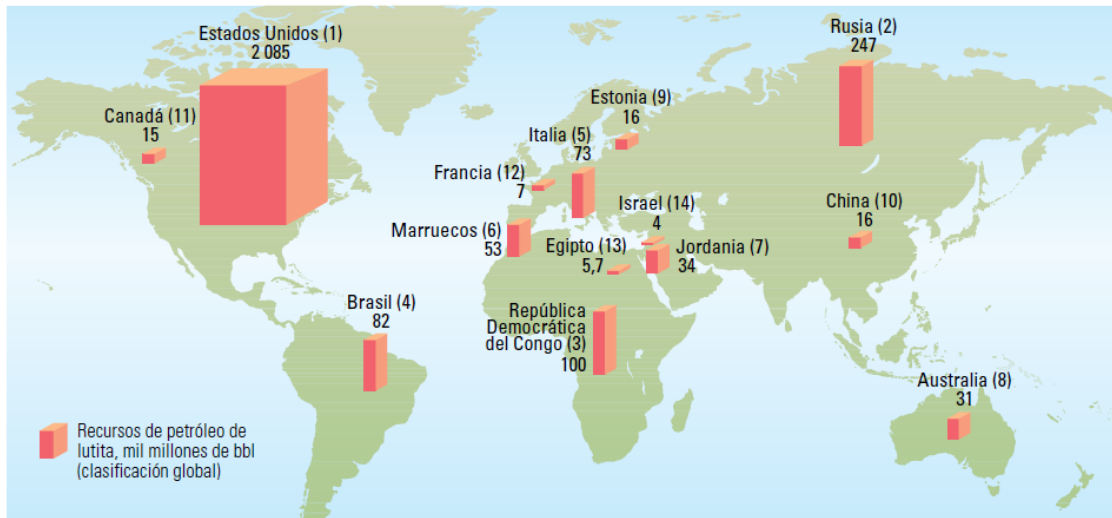 Estados Unidos (1)
2 085
Rusia (2)
247
Canadá (11)
15
Estonia (9)
16
Italia (5)
73
Francia (12)
7
Israel (14)
4
China (10)
16
Marruecos (6)
53
Egipto (13)
5,7
Jordania (7)
34
Brasil (4)
82
República
Democrática
del Congo (3)
100
Australia (8)
31
Recursos de petróleo de
lutita, mil millones de bbl
(clasificación global)